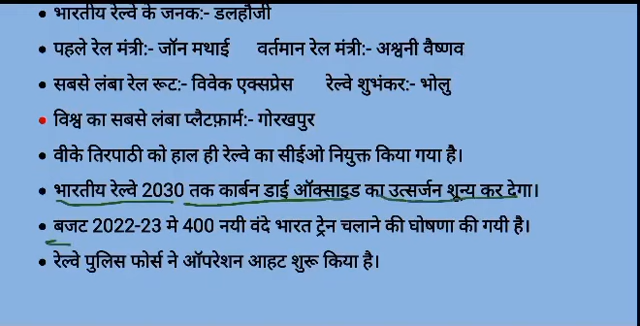 • भारतीय रेल्वे के जनक:- डलहौजी
• पहले रेल मंत्री:- जॉन मथाई वर्तमान रेल मंत्री:- अश्वनी वैष्णव
• सबसे लंबा रेल रूट:- विवेक एक्सप्रेस रेल्वे शुभंकर:- भोलु
• विश्व का सबसे लंबा प्लैटफ़ार्म:- गोरखपुर
• वीके तिरपाठी को हाल ही रेल्वे का सीईओ नियुक्त किया गया है।
• भारतीय रेल्वे 2030 तक कार्बन डाई ऑक्साइड का उत्सर्जन शून्य कर देगा।
• बजट 2022-23 मे 400 नयी वंदे भारत ट्रेन चलाने की घोषणा की गयी है।
• रेल्वे पुलिस फोर्स ने ऑपरेशन आहट शुरू किया है।